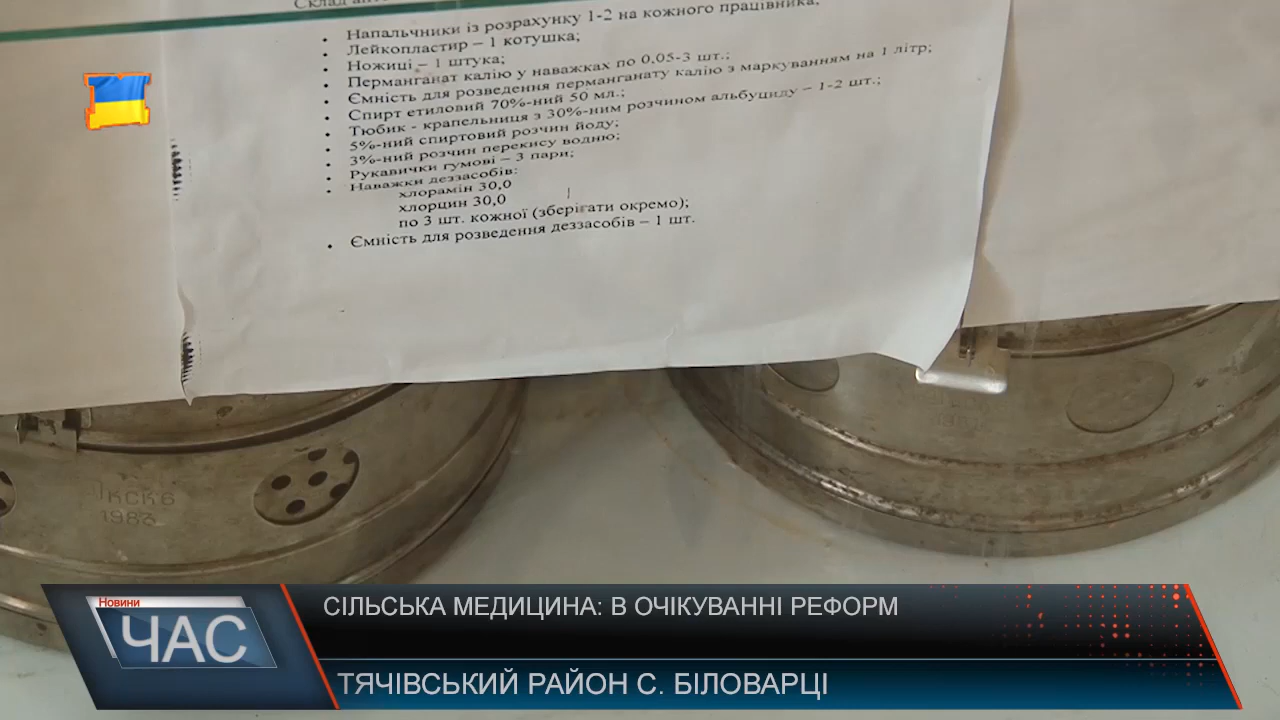 Склад
Напальчники із розрахунку 1-2 на кожного працівника;
Лейкопластир – 1 котушка;
Ножиці – 1 штука;
Перманганат калію у наважках по 0,05-3 шт.;
Ємність для розведення перманганату калію з маркуванням на 1 літр;
Спирт етиловий 70%-ний 50 мл.;
Тюбик - крапельниця з 30%-ним розчином альбуциду – 1-2 шт.;
5%-ний спиртовий розчин йоду;
3%-ний розчин перекису водню;
Рукавички гумові – 3 пари;
Наважки деззасобів:
хлорамін 30,0
хлорцин 30,0
по 3 шт. кожної (зберігати окремо);
Ємність для розведення деззасобів – 1 шт.
1981
КСК6
1983
Новини
ЧАС
СІЛЬСЬКА МЕДИЦИНА: В ОЧІКУВАННІ РЕФОРМ
ТЯЧІВСЬКИЙ РАЙОН С. БІЛОВАРЦІ